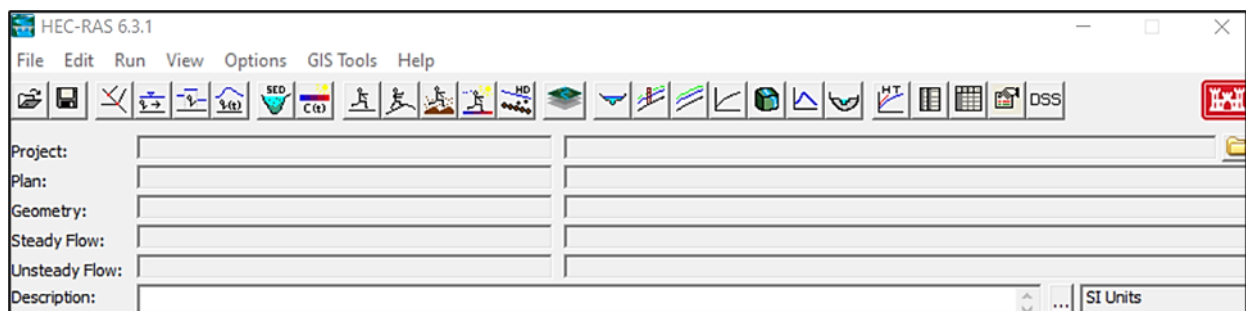 HEC-RAS 6.3.1
File Edit Run View Options GIS Tools Help
SED C(t) HD HT DSS
Project:
Plan:
Geometry:
Steady Flow:
Unsteady Flow:
Description: ... SI Units